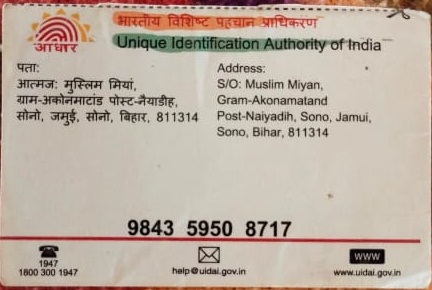 भारतीय विशिष्ट पहचान प्राधिकरण
आधार
Unique Identification Authority of India
पता:
आत्मज: मुस्लिम मियां,
ग्राम-अकोनमाटांड पोस्ट-नैयाडीह,
सोनो, जमुई, सोनो, बिहार, 811314
Address:
S/O: Muslim Miyan,
Gram-Akonamatand
Post-Naiyadih, Sono, Jamui,
Sono, Bihar, 811314
9843 5950 8717
1947
1800 300 1947
help@uidai.gov.in
WWW
www.uidai.gov.in